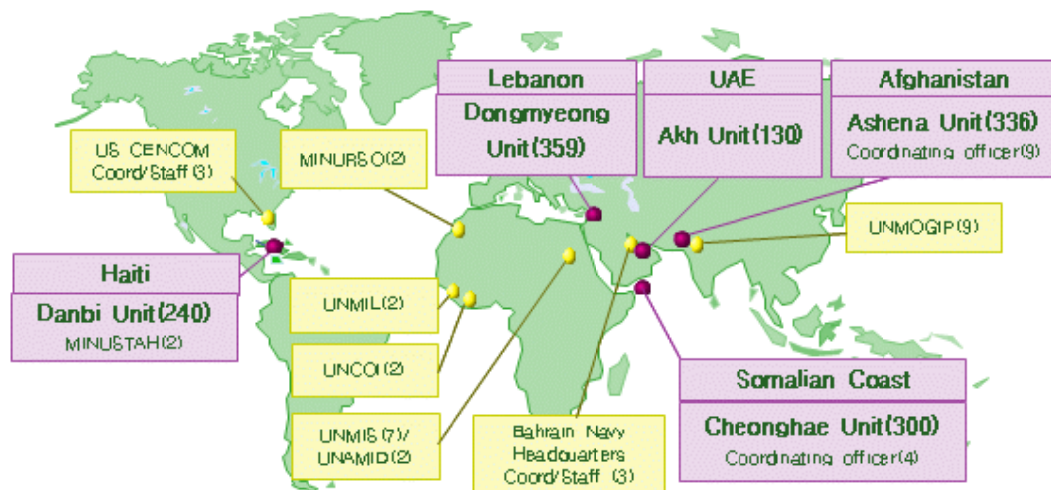 Lebanon
Dongmyeong
Unit(359)
UAE
Akh Unit(130)
Afghanistan
Ashena Unit(336)
Coordinating officer(9)
US CENCOM
Coord/Staff(3)
MINURSO(2)
UNMOGIP(9)
Haiti
Danbi Unit(240)
MINUSTAH(2)
UNMIL(2)
UNCOI(2)
UNMIS(7)/
UNAMID(2)
Bahrain Navy
Headquarters
Coord/Staff (3)
Somalian Coast
Cheonghae Unit(300)
Coordinating officer(4)